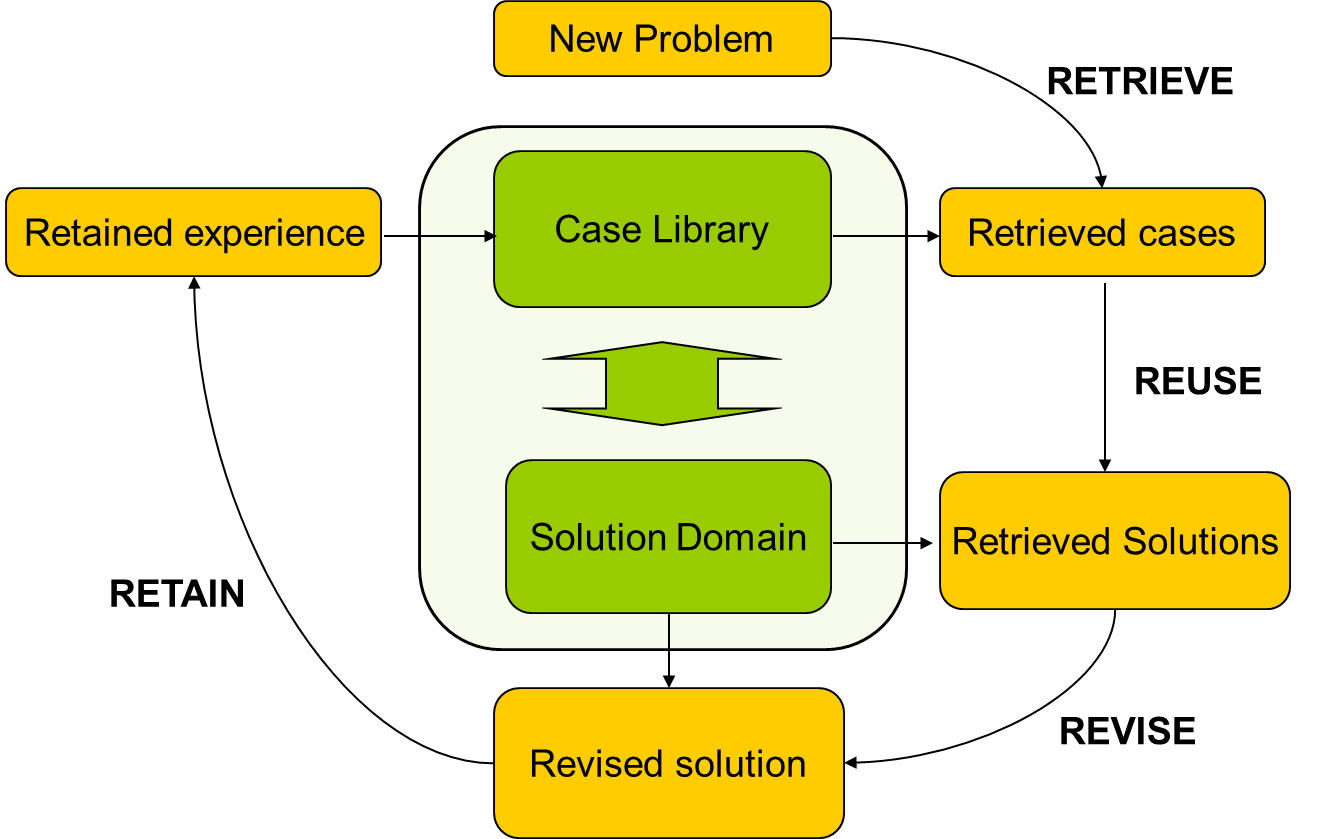 New Problem
RETRIEVE
Case Library
Retained experience
Retrieved cases
REUSE
Solution Domain
Retrieved Solutions
RETAIN
REVISE
Revised solution